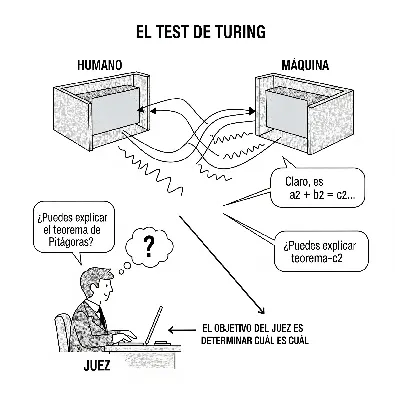 EL TEST DE TURING
HUMANO
MÁQUINA
Claro, es
a2 + b2 = c2...
¿Puedes explicar
el teorema de
Pitágoras?
?
¿Puedes explicar
teorema-c2
EL OBJETIVO DEL JUEZ ES
DETERMINAR CUÁL ES CUÁL
JUEZ